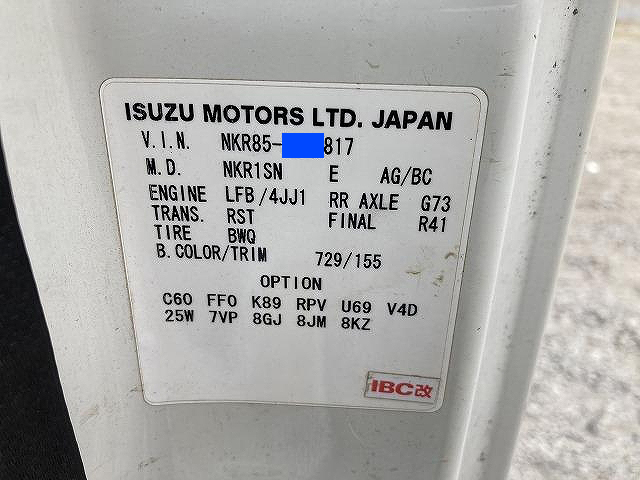 ISUZU MOTORS LTD. JAPAN
V.I.N. NKR85- 817
M.D. NKR1SN E AG/BC
ENGINE LFB/4JJ1 RR AXLE G73
TRANS. RST FINAL R41
TIRE BWQ
B.COLOR/TRIM 729/155
OPTION
C60 FF0 K89 RPV U69 V4D
25W 7VP 8GJ 8JM 8KZ
IBC改